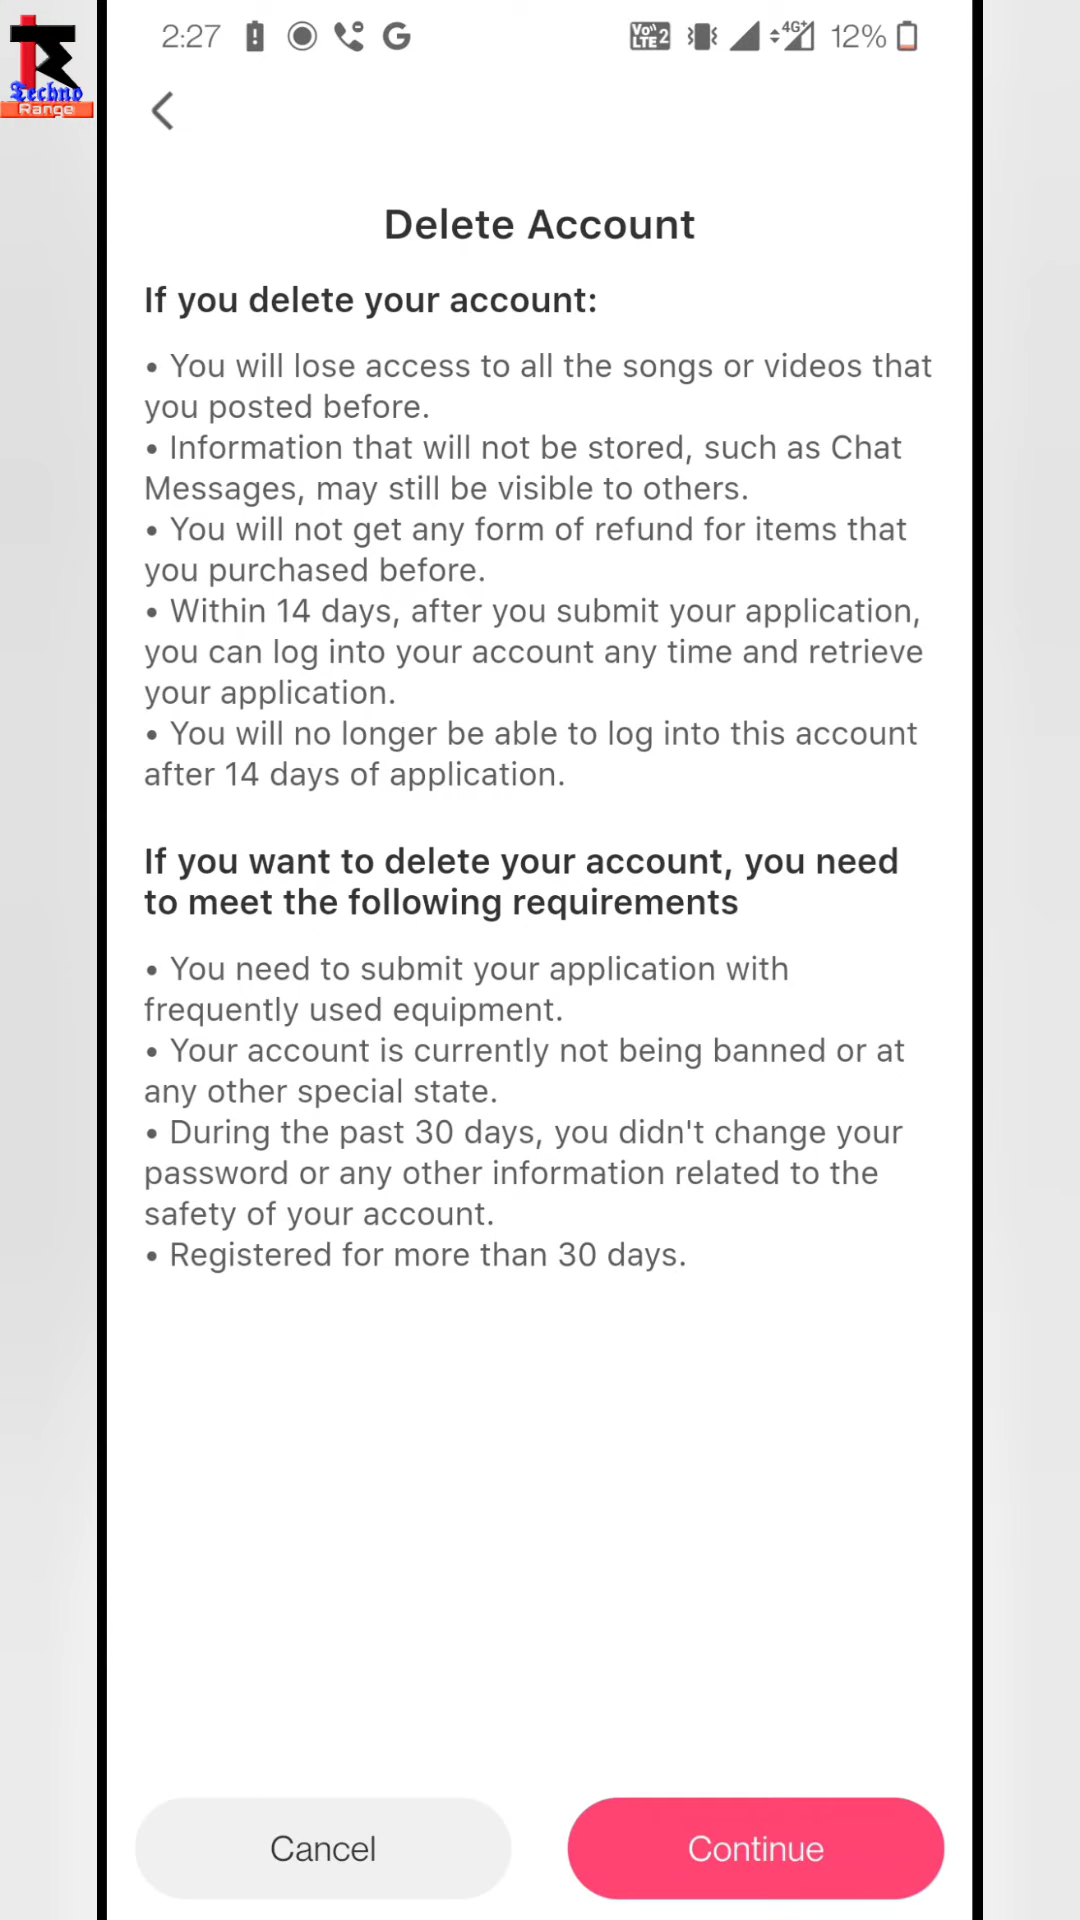 Techno
Range
2:27
G
Vo))
LTE 2
4G+
12%
Delete Account
If you delete your account:
• You will lose access to all the songs or videos that
you posted before.
• Information that will not be stored, such as Chat
Messages, may still be visible to others.
• You will not get any form of refund for items that
you purchased before.
• Within 14 days, after you submit your application,
you can log into your account any time and retrieve
your application.
• You will no longer be able to log into this account
after 14 days of application.
If you want to delete your account, you need
to meet the following requirements
• You need to submit your application with
frequently used equipment.
• Your account is currently not being banned or at
any other special state.
• During the past 30 days, you didn't change your
password or any other information related to the
safety of your account.
• Registered for more than 30 days.
Cancel
Continue